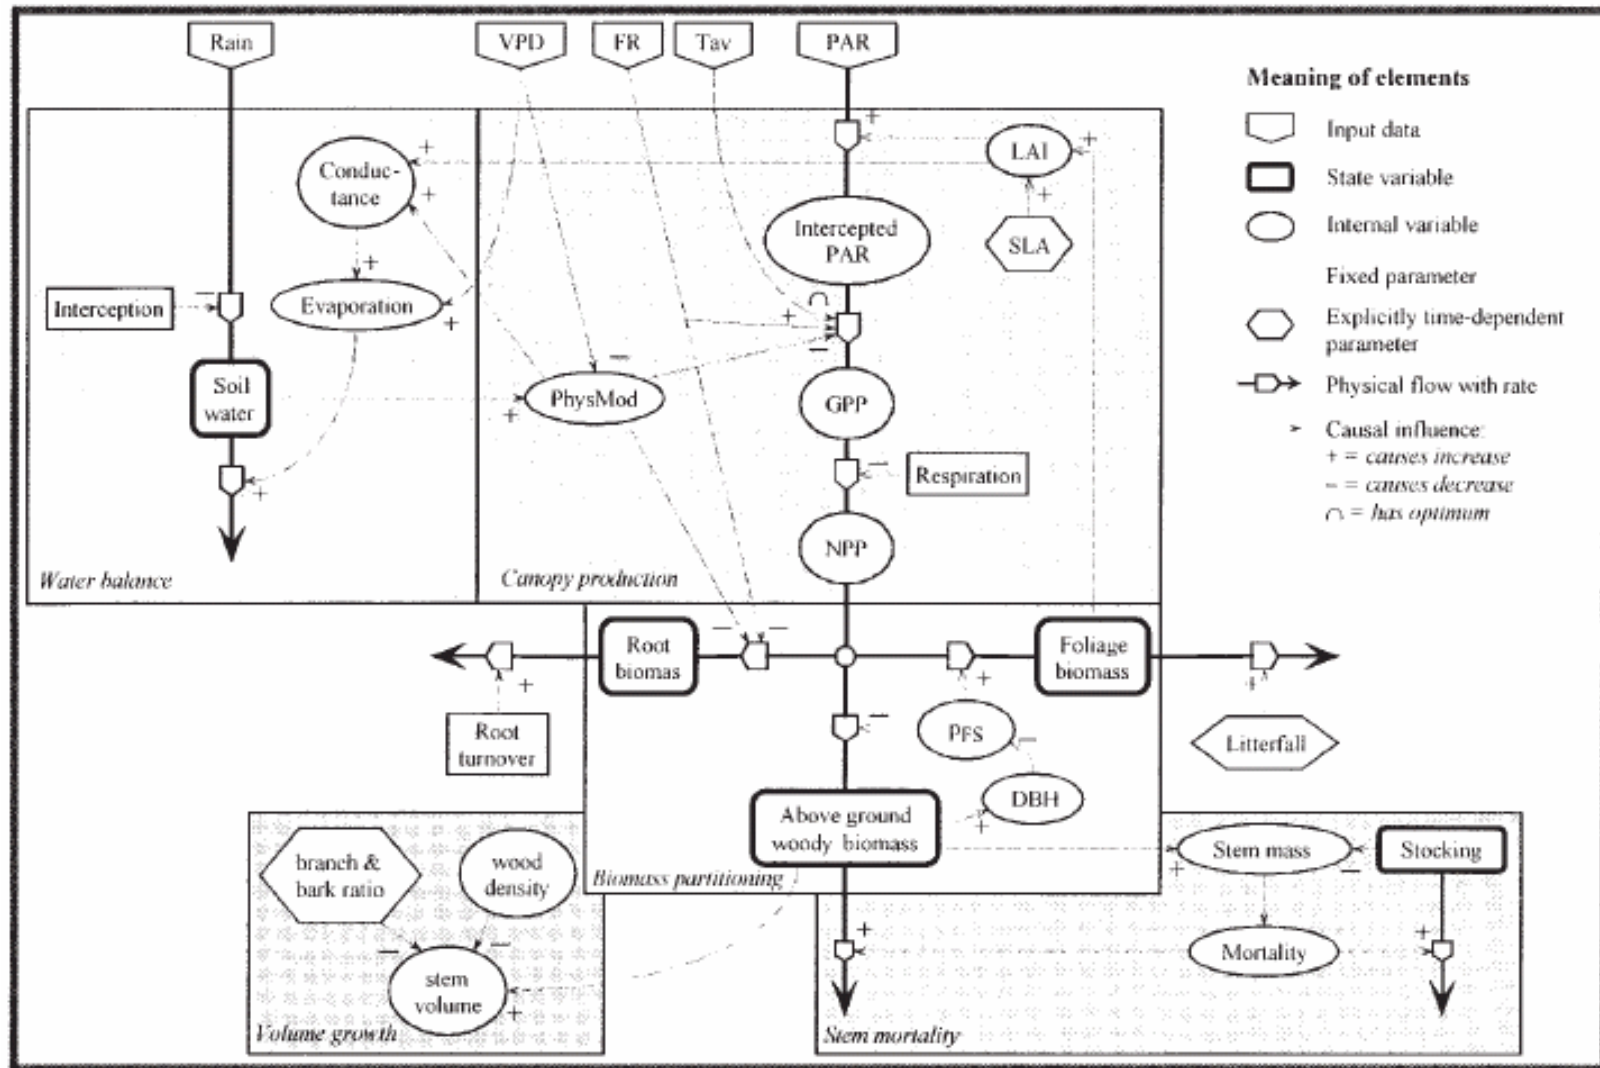 Rain
VPD
FR
Tav
PAR
Meaning of elements
Input data
State variable
Internal variable
Fixed parameter
Explicitly time-dependent
parameter
Physical flow with rate
Causal influence:
+ = causes increase
− = causes decrease
∩ = has optimum
Conduc-
tance
+
+
+
Evaporation
+
Interception
−
Soil
water
+
Water balance
+
LAI
+
+
SLA
Intercepted
PAR
∩
+
−
−
PhysMod
+
GPP
−
Respiration
NPP
Canopy production
Root
biomas
−
−
Foliage
biomass
+
Root
turnover
+
−
PFS
−
DBH
+
+
Litterfall
Above ground
woody biomass
Biomass partitioning
branch &
bark ratio
wood
density
−
−
stem
volume
+
Volume growth
Stem mass
+
−
Stocking
+
Mortality
+
Stem mortality